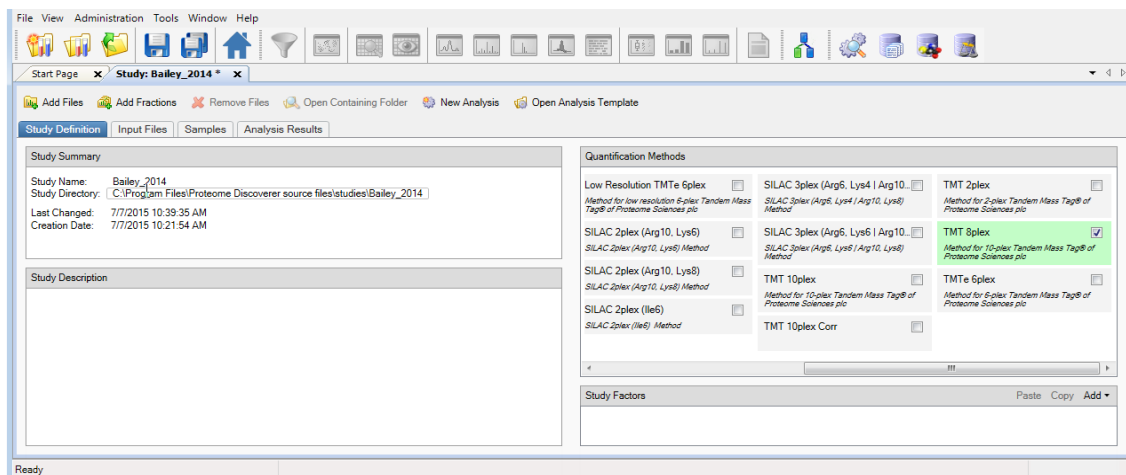 File View Administration Tools Window Help
Start Page x Study: Bailey_2014 * x
Add Files Add Fractions Remove Files Open Containing Folder New Analysis Open Analysis Template
Study Definition Input Files Samples Analysis Results
Study Summary
Study Name: Bailey_2014
Study Directory: C:\Program Files\Proteome Discoverer source files\studies\Bailey_2014
Last Changed: 7/7/2015 10:39:35 AM
Creation Date: 7/7/2015 10:21:54 AM
Study Description
Quantification Methods
Low Resolution TMTe 6plex
Method for low resolution 6-plex Tandem Mass
Tag® of Proteome Sciences plc
SILAC 2plex (Arg10, Lys6)
SILAC 2plex (Arg10, Lys6) Method
SILAC 2plex (Arg10, Lys8)
SILAC 2plex (Arg10, Lys8) Method
SILAC 2plex (Ile6)
SILAC 2plex (Ile6) Method
SILAC 3plex (Arg6, Lys4 | Arg10...
SILAC 3plex (Arg6, Lys4 | Arg10, Lys8)
Method
SILAC 3plex (Arg6, Lys6 | Arg10...
SILAC 3plex (Arg6, Lys6 | Arg10, Lys8)
Method
TMT 10plex
Method for 10-plex Tandem Mass Tag® of
Proteome Sciences plc
TMT 10plex Corr
TMT 2plex
Method for 2-plex Tandem Mass Tag® of
Proteome Sciences plc
TMT 8plex
Method for 10-plex Tandem Mass Tag® of
Proteome Sciences plc
TMTe 6plex
Method for 6-plex Tandem Mass Tag® of
Proteome Sciences plc
Study Factors Paste Copy Add
Ready